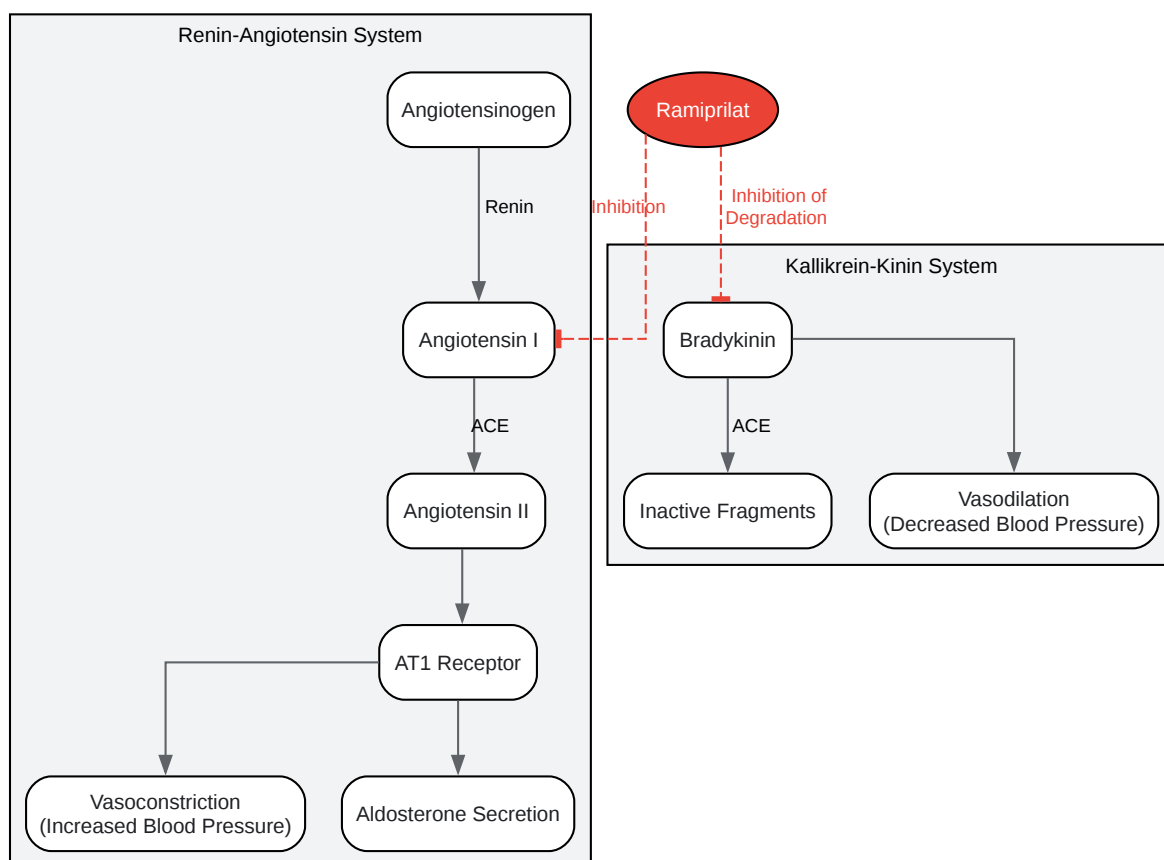 Renin-Angiotensin System
Angiotensinogen
Ramiprilat
Renin
Inhibition
Inhibition of
Degradation
Kallikrein-Kinin System
Angiotensin I
Bradykinin
ACE
ACE
Angiotensin II
Inactive Fragments
Vasodilation
(Decreased Blood Pressure)
AT1 Receptor
Vasoconstriction
(Increased Blood Pressure)
Aldosterone Secretion